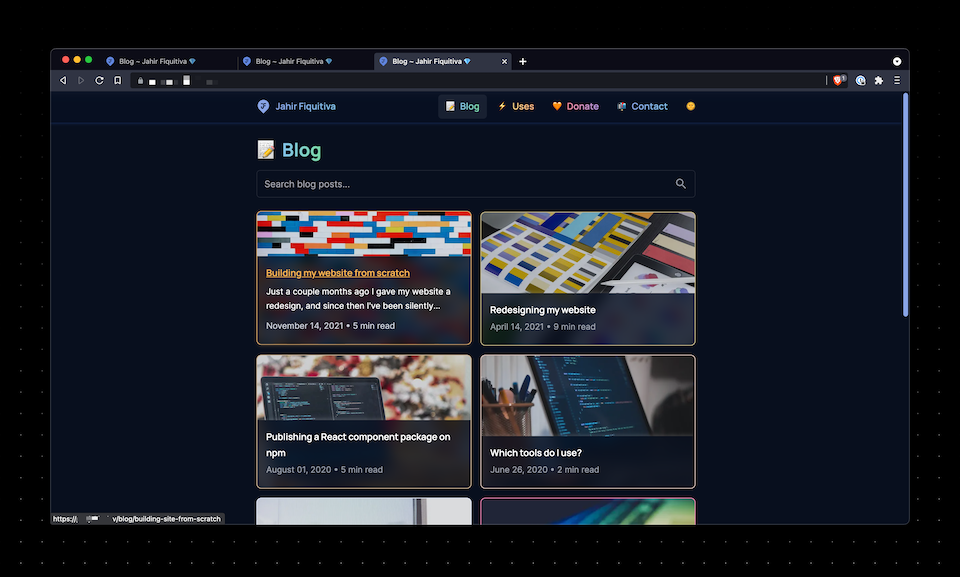 Blog ~ Jahir Fiquitiva
Blog ~ Jahir Fiquitiva
Blog ~ Jahir Fiquitiva
Jahir Fiquitiva
Blog
Uses
Donate
Contact
Blog
Search blog posts...
Building my website from scratch
Just a couple months ago I gave my website a
redesign, and since then I've been silently...
November 14, 2021 • 5 min read
Redesigning my website
April 14, 2021 • 9 min read
Publishing a React component package on
npm
August 01, 2020 • 5 min read
Which tools do I use?
June 26, 2020 • 2 min read
https:// v/blog/building-site-from-scratch